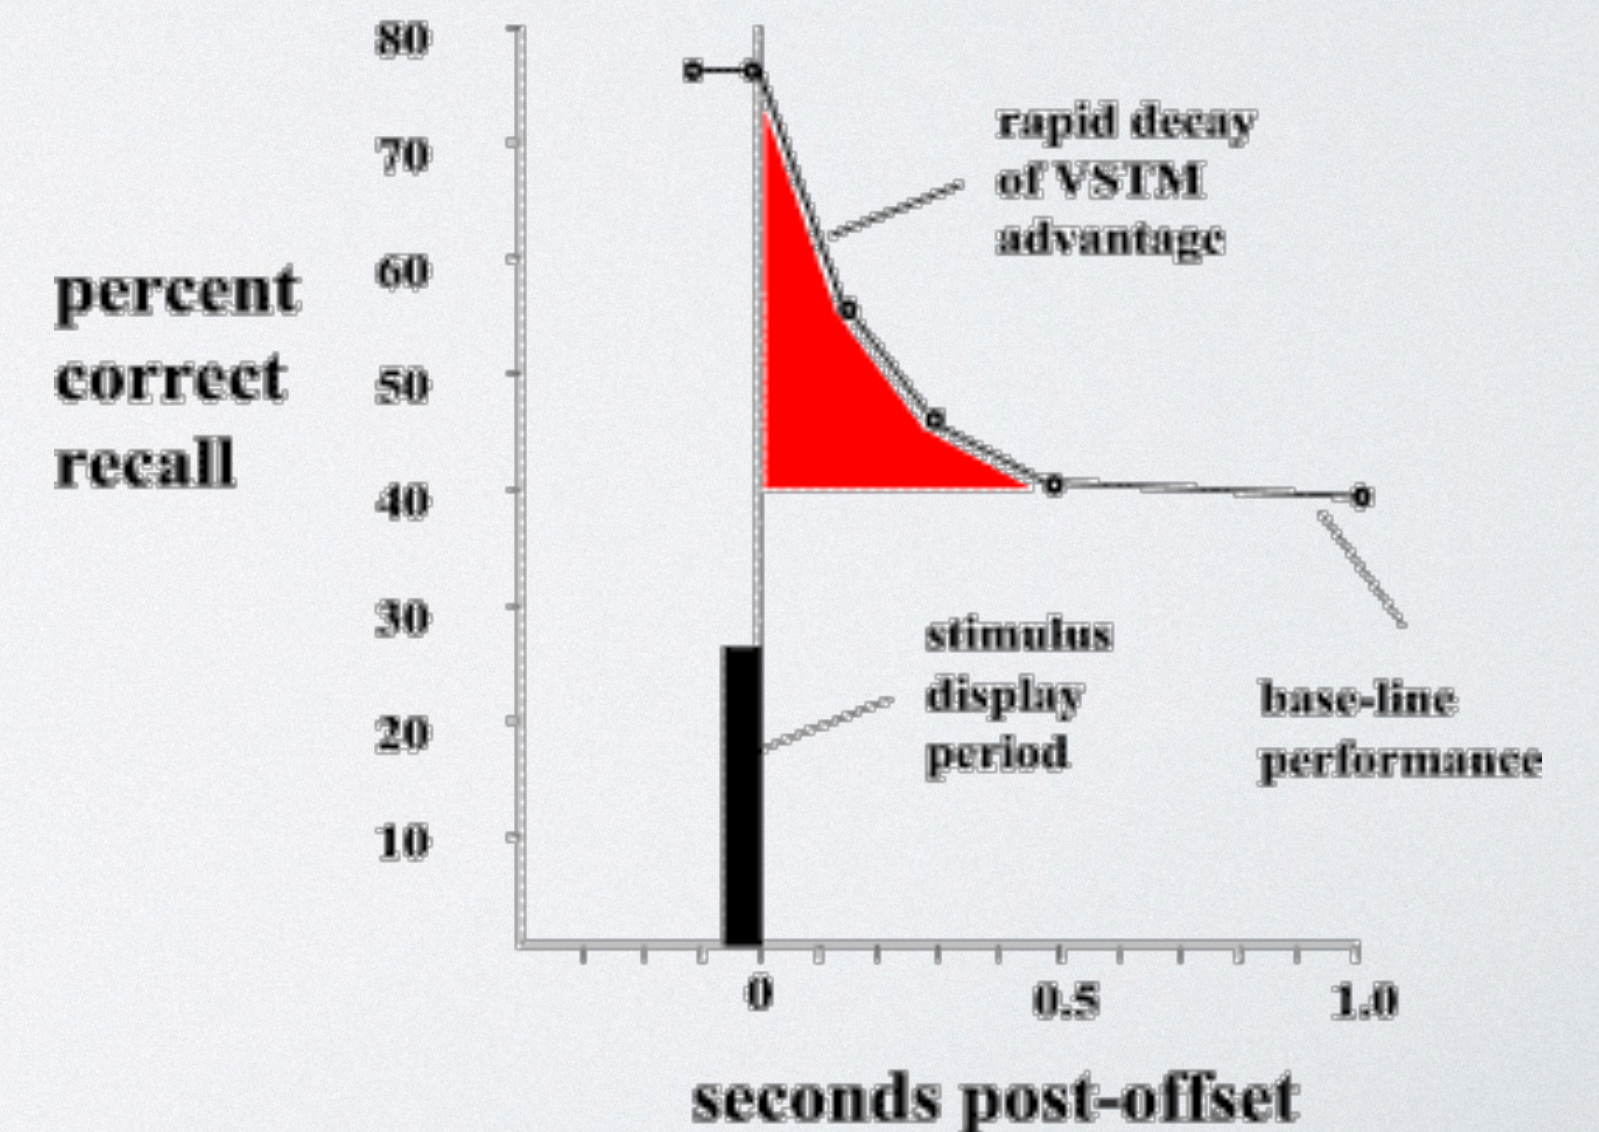 80
70
60
50
40
30
20
10
percent
correct
recall
rapid decay
of VSTM
advantage
stimulus
display
period
base-line
performance
0
0.5
1.0
seconds post-offset